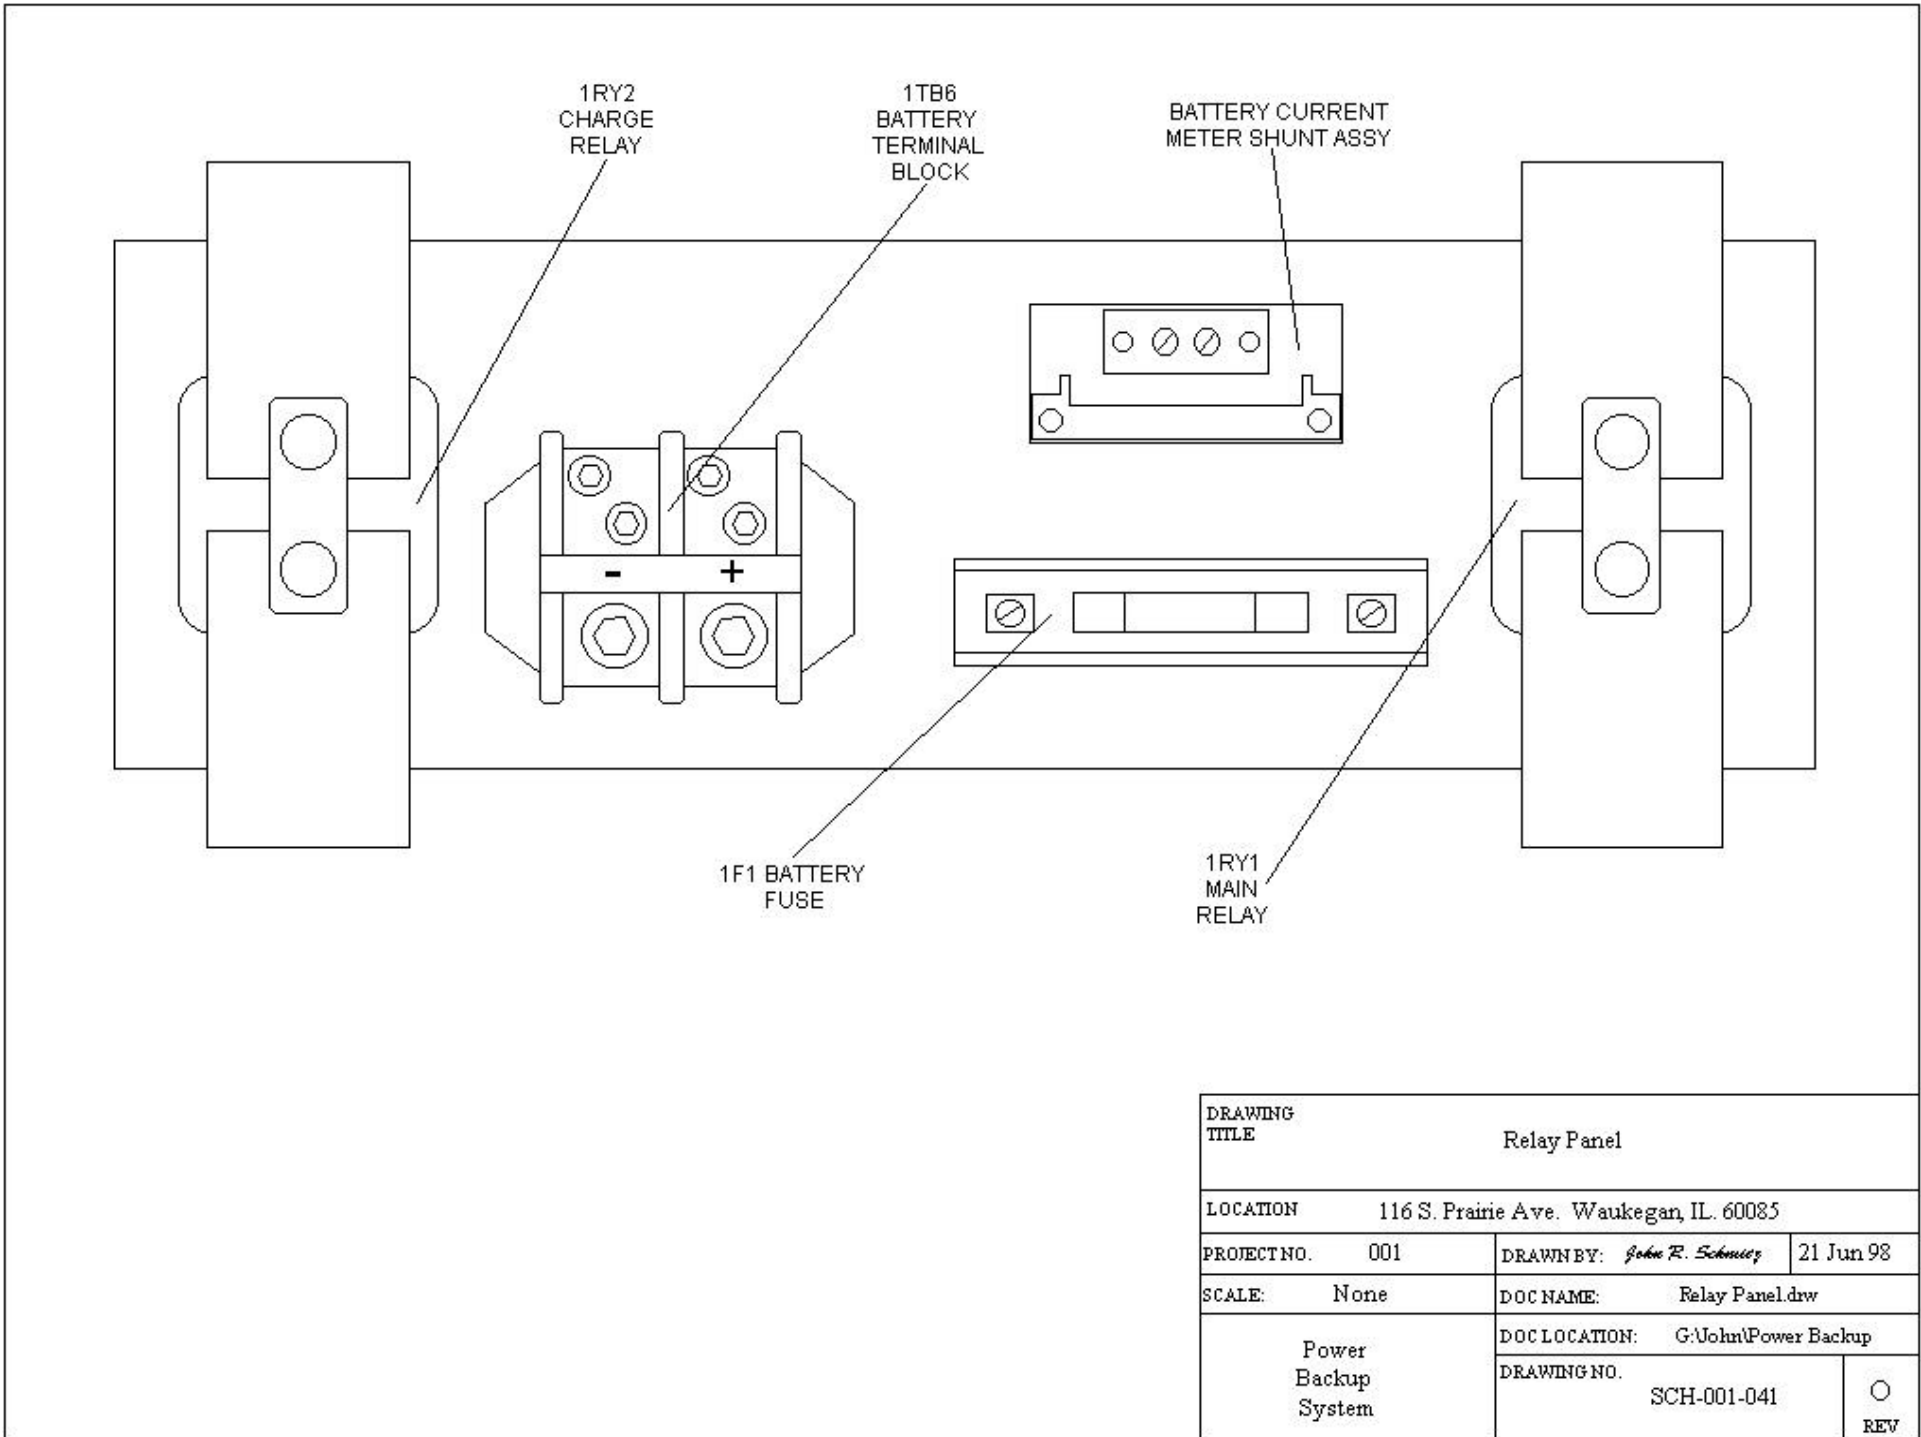 1RY2
CHARGE
RELAY
1TB6
BATTERY
TERMINAL
BLOCK
BATTERY CURRENT
METER SHUNT ASSY
- +
1F1 BATTERY
FUSE
1RY1
MAIN
RELAY
DRAWING
TITLE
Relay Panel
LOCATION 116 S. Prairie Ave. Waukegan, IL. 60085
PROJECT NO. 001
DRAWN BY: John R. Schmitz 21 Jun 98
SCALE: None
DOC NAME: Relay Panel.drw
DOC LOCATION: G:\John\Power Backup
Power
Backup
System
DRAWING NO.
SCH-001-041
O
REV